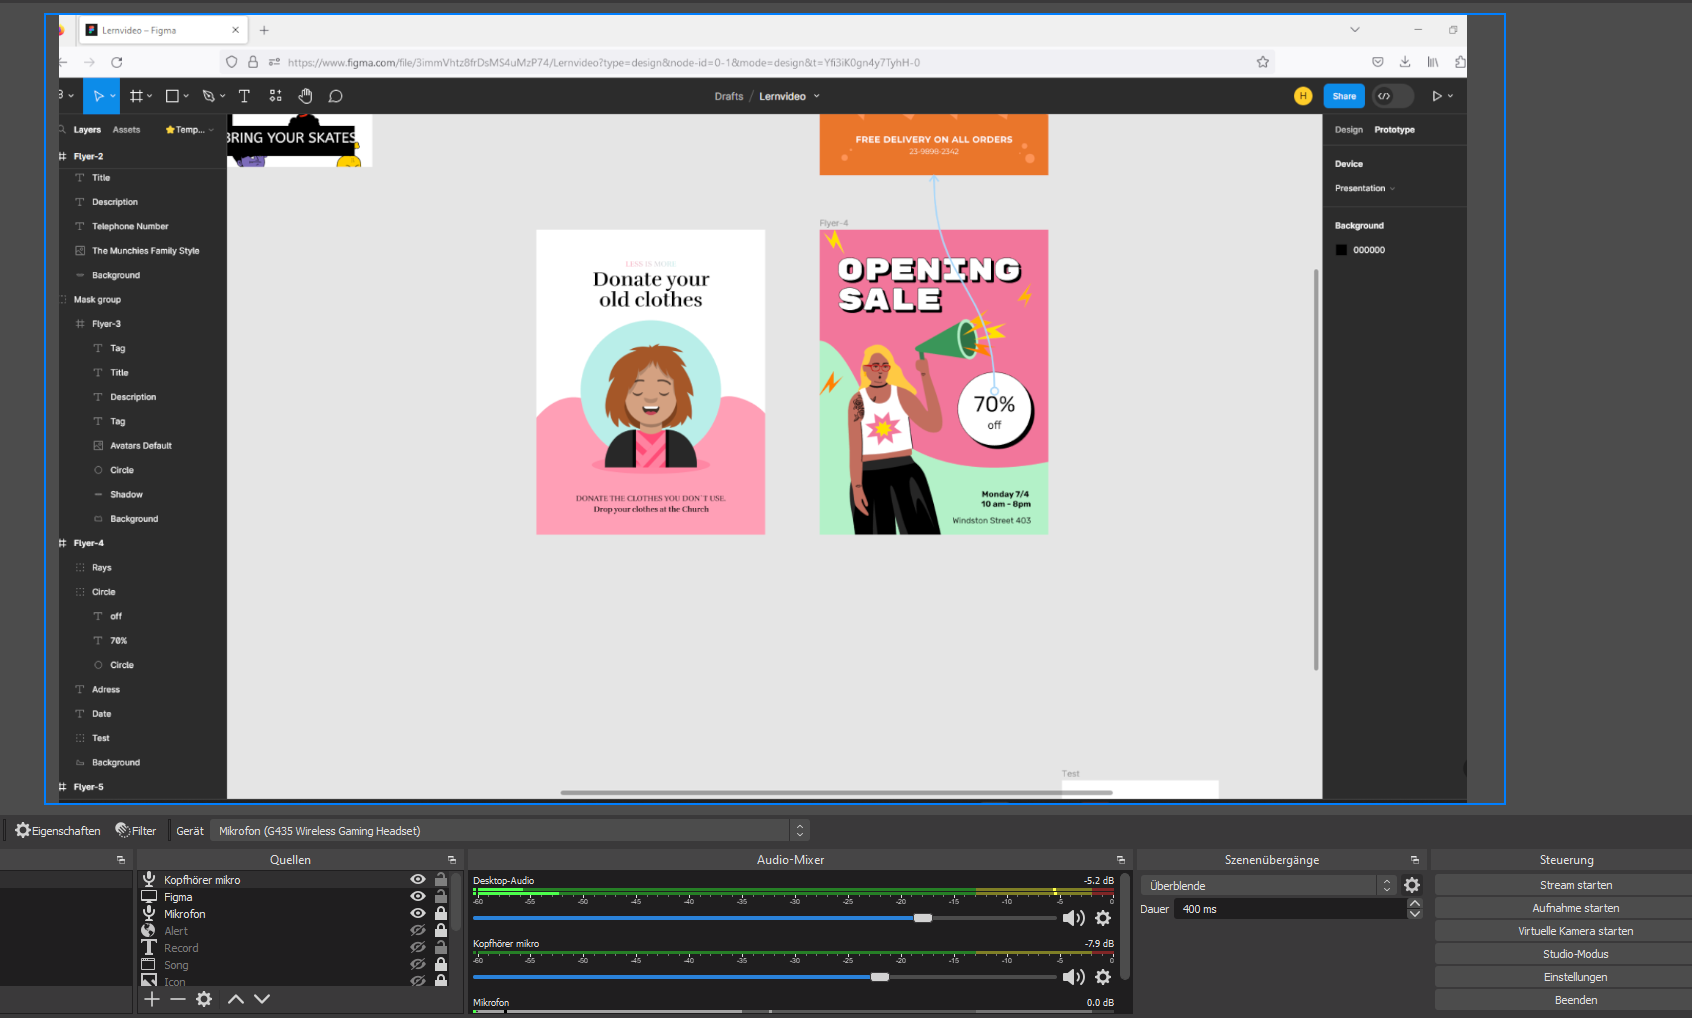 Lernvideo – Figma
https://www.figma.com/file/3immVhtz8frDsMS4uMzP74/Lernvideo?type=design&node-id=0-1&mode=design&t=Yfi3iK0gn4y7TyhH-0
Drafts / Lernvideo
H
Share
Layers
Assets
Temp...
Flyer-2
Title
Description
Telephone Number
The Munchies Family Style
Background
Mask group
Flyer-3
Tag
Title
Description
Tag
Avatars Default
Circle
Shadow
Background
Flyer-4
Rays
Circle
off
70%
Circle
Adress
Date
Test
Background
Flyer-5
BRING YOUR SKATES
FREE DELIVERY ON ALL ORDERS
23-9898-2342
LESS IS MORE
Donate your
old clothes
DONATE THE CLOTHES YOU DON´T USE.
Drop your clothes at the Church
Flyer-4
OPENING
SALE
70%
off
Monday 7/4
10 am - 8pm
Windston Street 403
Test
Design
Prototype
Device
Presentation
Background
000000
Eigenschaften
Filter
Gerät
Mikrofon (G435 Wireless Gaming Headset)
Quellen
Kopfhörer mikro
Figma
Mikrofon
Alert
Record
Song
Icon
Audio-Mixer
Desktop-Audio
-5.2 dB
-60 -55 -50 -45 -40 -35 -30 -25 -20 -15 -10 -5 0
Kopfhörer mikro
-7.9 dB
-60 -55 -50 -45 -40 -35 -30 -25 -20 -15 -10 -5 0
Mikrofon
0.0 dB
Szenenübergänge
Überblende
Dauer
400 ms
Steuerung
Stream starten
Aufnahme starten
Virtuelle Kamera starten
Studio-Modus
Einstellungen
Beenden